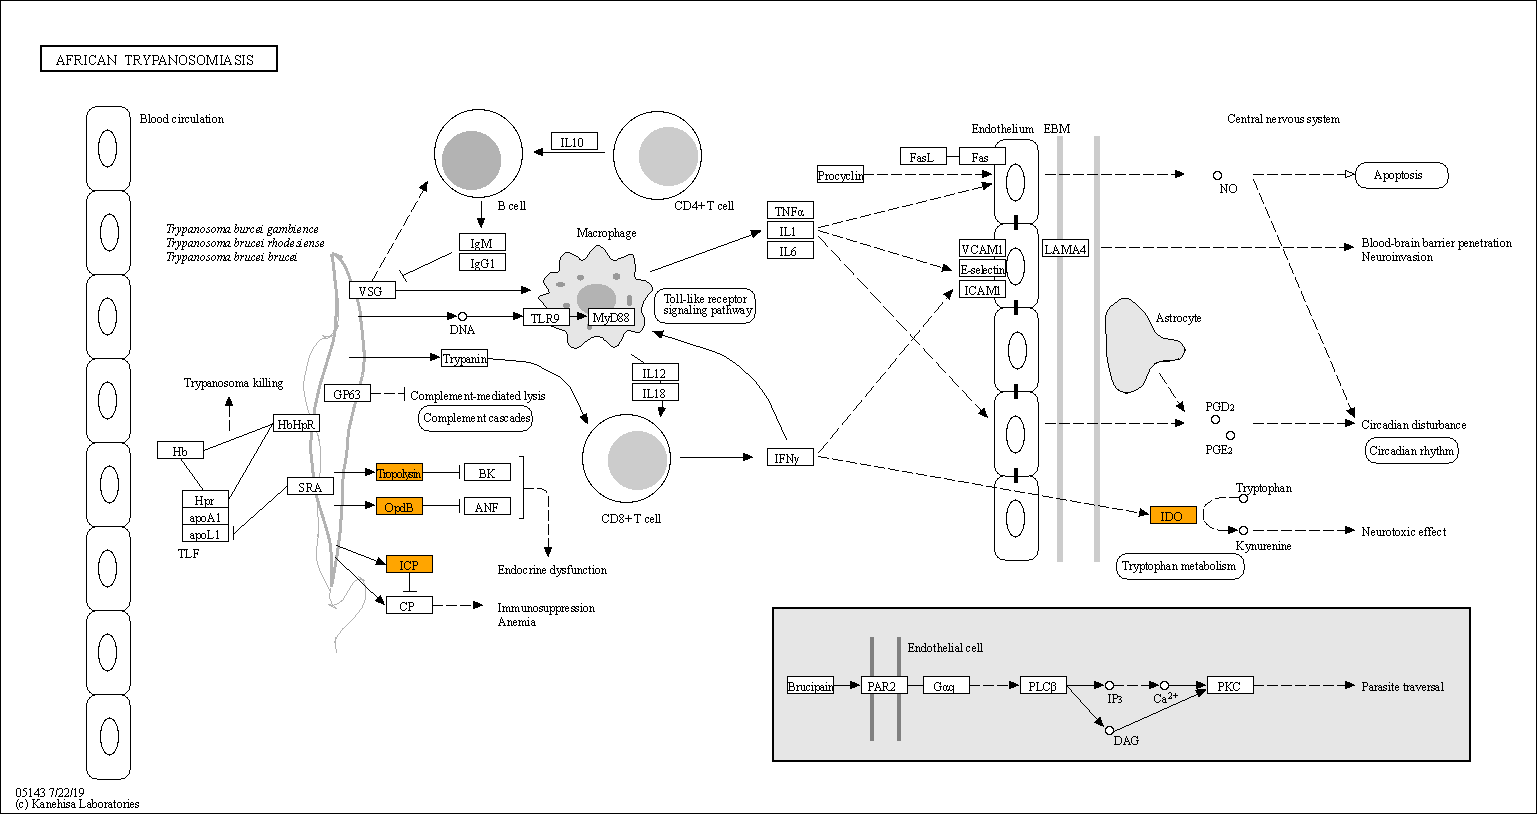 AFRICAN TRYPANOSOMIASIS
Blood circulation
Endothelium
EBM
Central nervous system
IL10
FasL
Fas
Procyclin
Apoptosis
NO
B cell
CD4+T cell
TNFα
IL1
IL6
Trypanosoma burcei gambience
Trypanosoma brucei rhodesiense
Trypanosoma brucei brucei
IgM
IgG1
Macrophage
VCAM1
E-selectin
ICAM1
LAMA4
Blood-brain barrier penetration
Neuroinvasion
VSG
Toll-like receptor
signaling pathway
DNA
TLR9
MyD88
Astrocyte
Trypanin
IL12
IL18
Trypanosoma killing
GP63
Complement-mediated lysis
Complement cascades
HbHpR
Hb
PGD2
PGE2
Circadian disturbance
Circadian rhythm
IFNγ
Tropolysin
BK
SRA
OpdB
ANF
Hpr
apoA1
apoL1
TLF
CD8+T cell
IDO
Tryptophan
Kynurenine
Neurotoxic effect
Tryptophan metabolism
ICP
Endocrine dysfunction
CP
Immunosuppression
Anemia
Endothelial cell
Brucipain
PAR2
Gαq
PLCβ
IP3
Ca2+
PKC
Parasite traversal
DAG
05143 7/22/19
(c) Kanehisa Laboratories